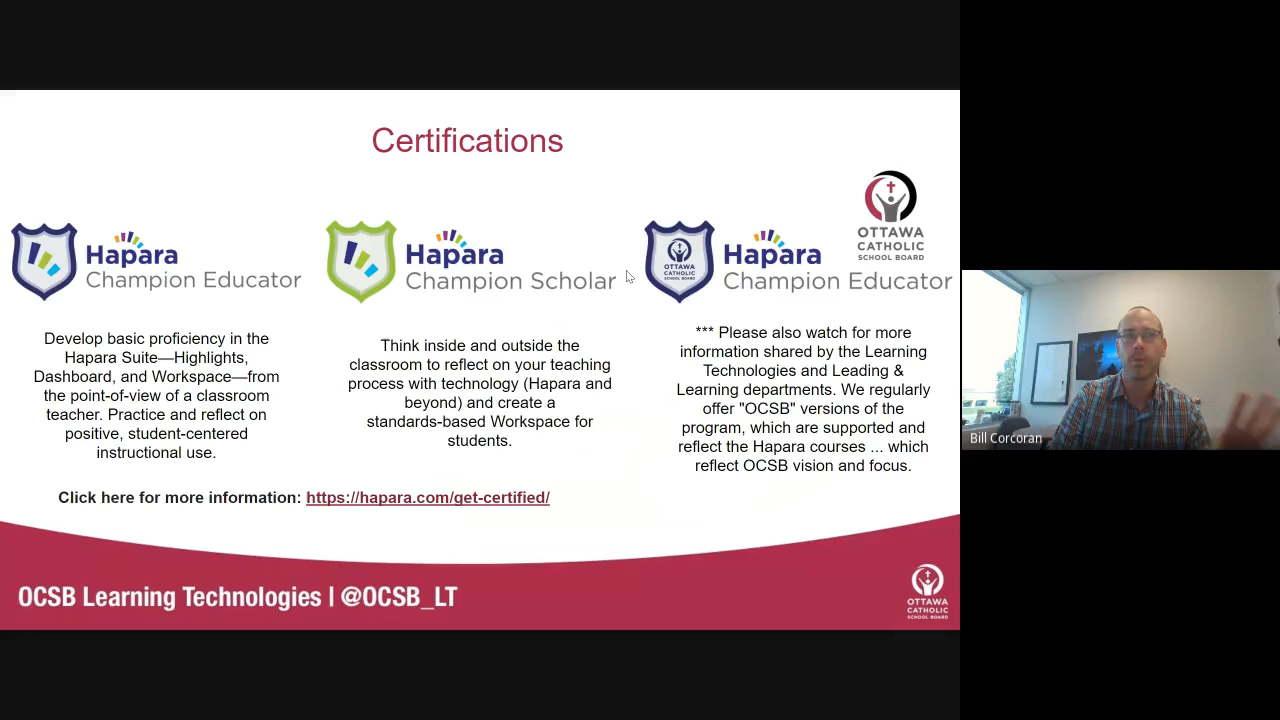 Certifications
OTTAWA
CATHOLIC
SCHOOL BOARD
Hapara
Champion Educator
Hapara
Champion Scholar
OTTAWA
CATHOLIC
SCHOOL BOARD
Hapara
Champion Educator
Develop basic proficiency in the
Hapara Suite—Highlights,
Dashboard, and Workspace—from
the point-of-view of a classroom
teacher. Practice and reflect on
positive, student-centered
instructional use.
Think inside and outside the
classroom to reflect on your teaching
process with technology (Hapara and
beyond) and create a
standards-based Workspace for
students.
*** Please also watch for more
information shared by the Learning
Technologies and Leading &
Learning departments. We regularly
offer "OCSB" versions of the
program, which are supported and
reflect the Hapara courses ... which
reflect OCSB vision and focus.
Click here for more information: https://hapara.com/get-certified/
OCSB Learning Technologies | @OCSB_LT
OTTAWA
CATHOLIC
SCHOOL BOARD
Bill Corcoran